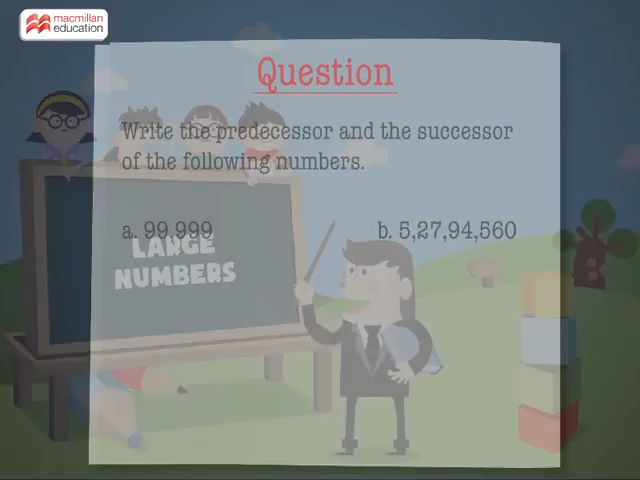 macmillan
education
Question
Write the predecessor and the successor
of the following numbers.
a. 99,999 b. 5,27,94,560
LARGE
NUMBERS